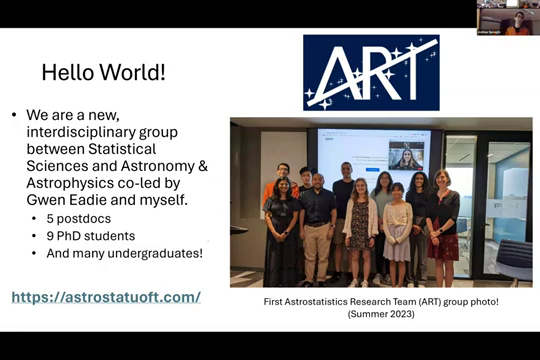 Hello World!
• We are a new,
interdisciplinary group
between Statistical
Sciences and Astronomy &
Astrophysics co-led by
Gwen Eadie and myself.
• 5 postdocs
• 9 PhD students
• And many undergraduates!
https://astrostatuoft.com/
ART
First Astrostatistics Research Team (ART) group photo!
(Summer 2023)